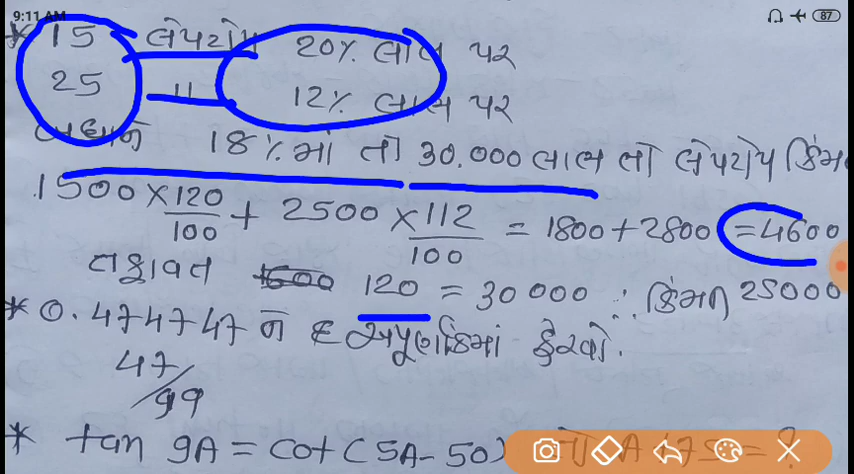 9:11 AM 87
* 15 - લેપટોપ 20% લાભ પર
25 " 12% લાભ પર
બધાને 18% માં તો 30.000 લાભ તો લેપટોપ કિંમ
1500 × 120/100 + 2500 × 112/100 = 1800 + 2800 = 4600
તફાવત 120 = 30000 ∴ કિંમત 25000
* 0.474747 ને અપૂર્ણાંકમાં ફેરવો.
47/99
* tan 9A = cot (5A - 50)